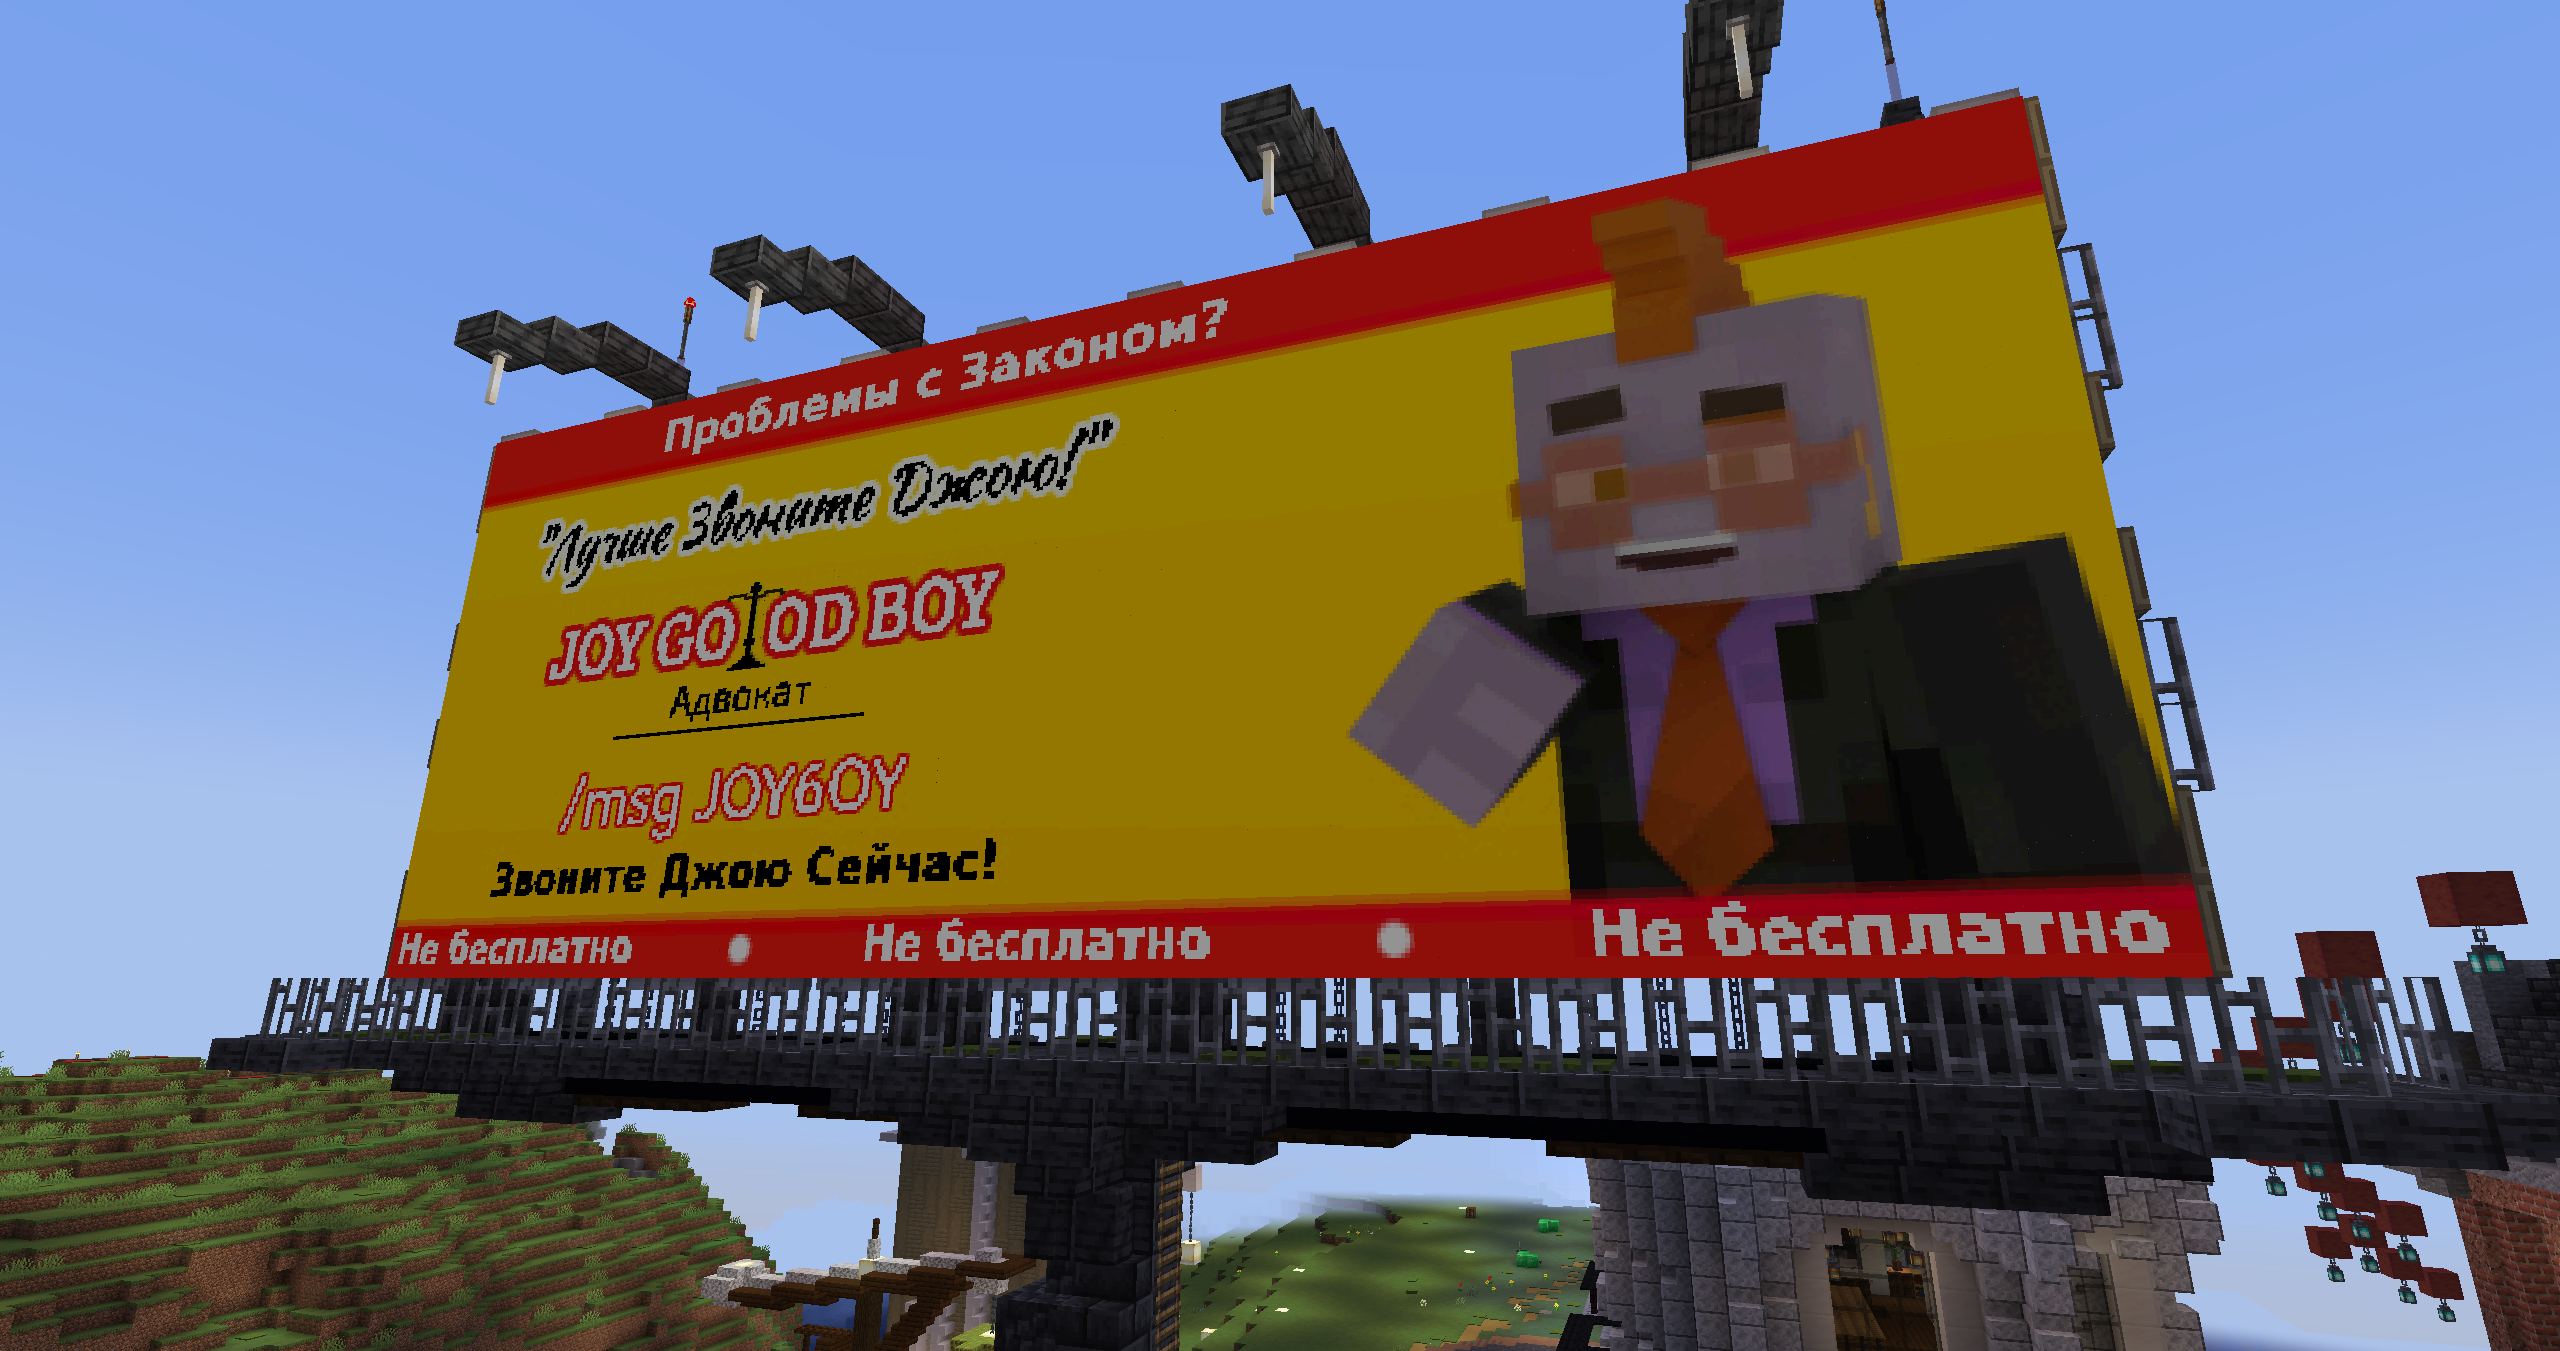 Проблемы с Законом?
"Лучше Звоните Джою!"
JOY GOOD BOY
Адвокат
/msg JOY6OY
Звоните Джою Сейчас!
Не бесплатно Не бесплатно Не бесплатно